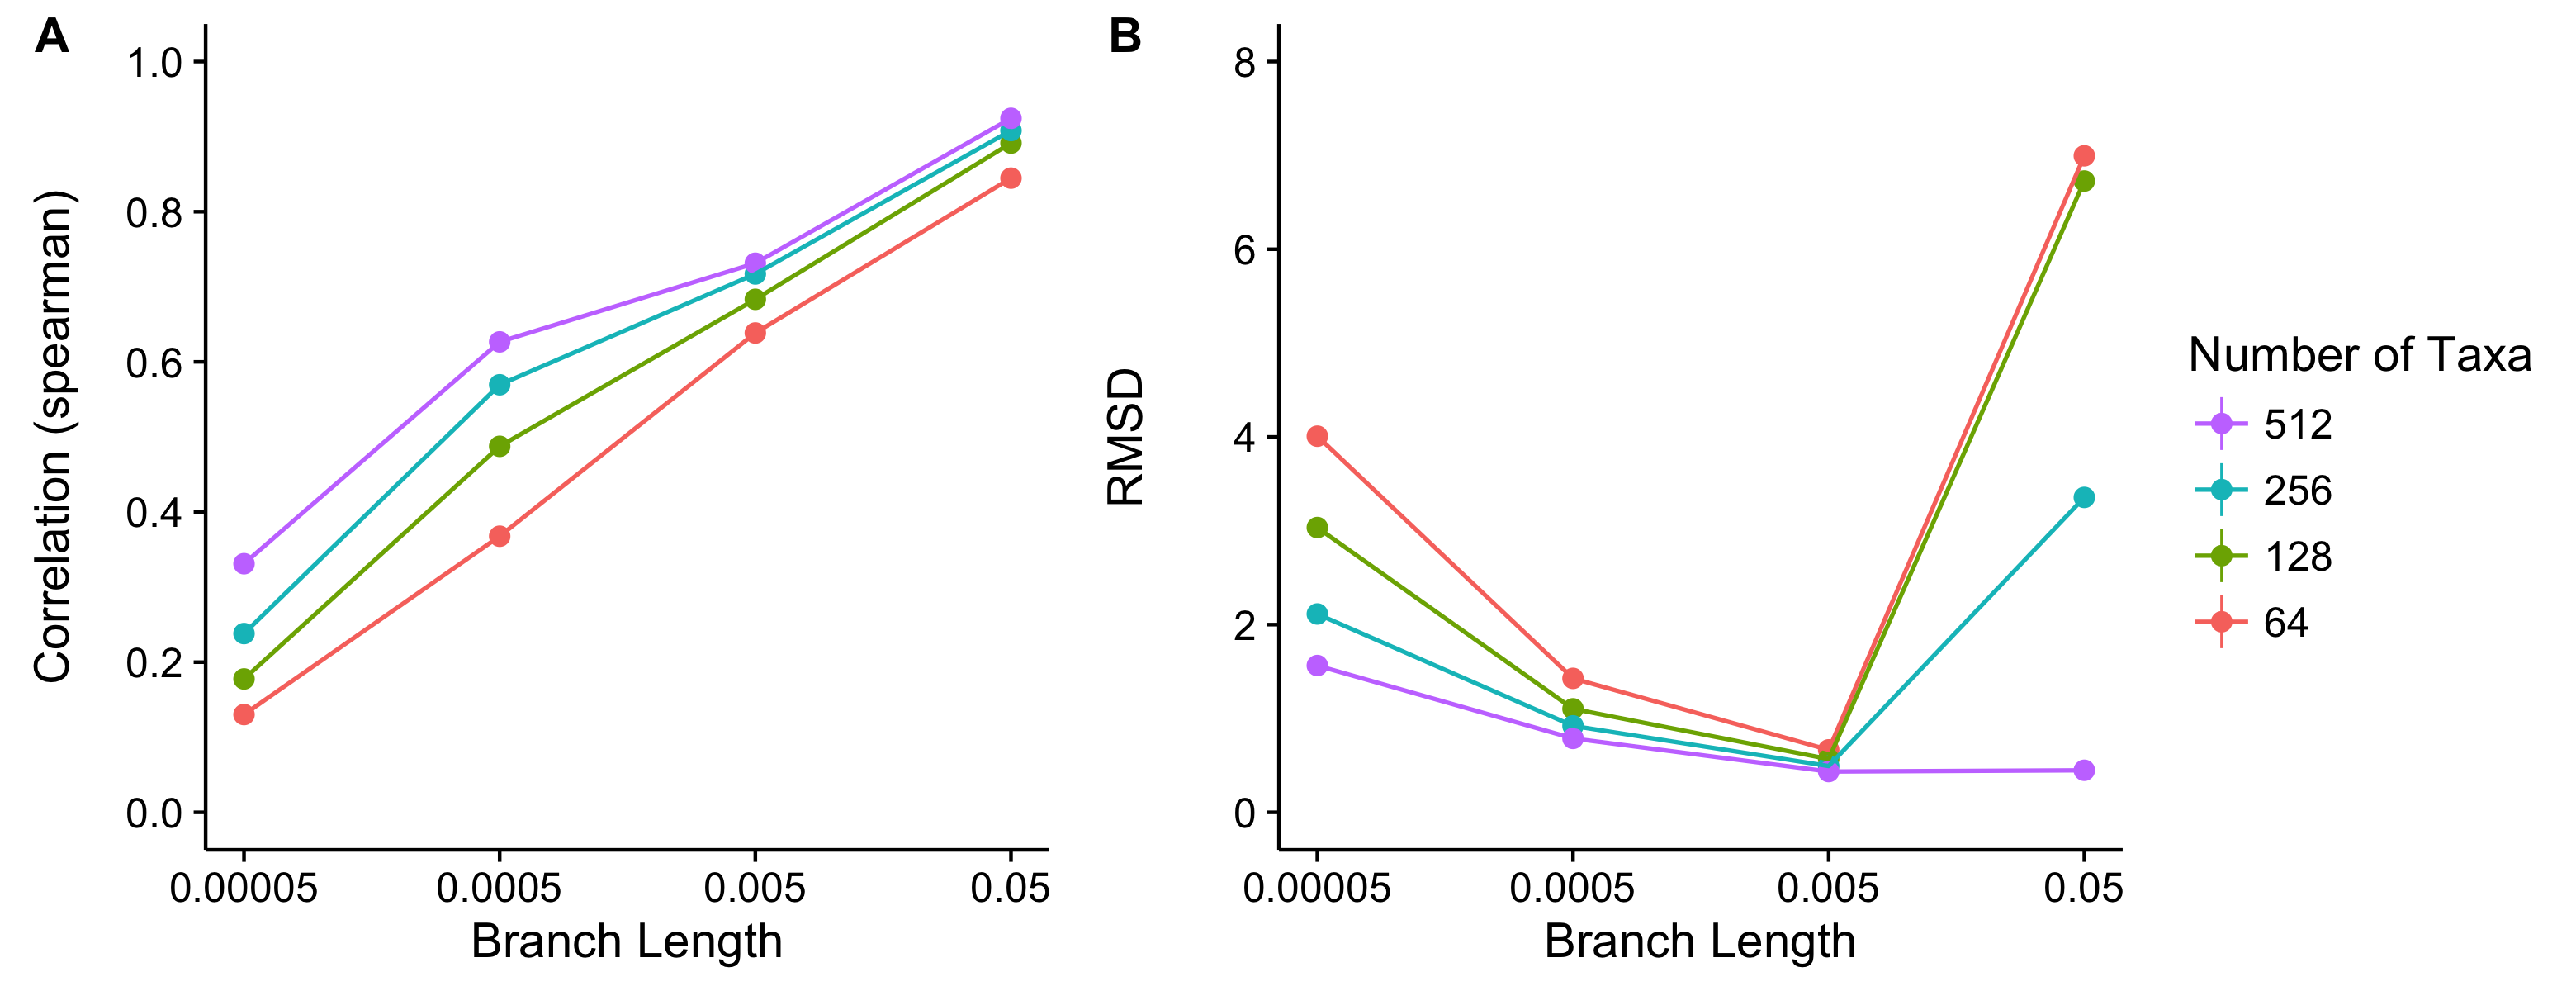 A
1.0
0.8
0.6
0.4
0.2
0.0
Correlation (spearman)
0.00005 0.0005 0.005 0.05
Branch Length
B
8
6
4
2
0
RMSD
0.00005 0.0005 0.005 0.05
Branch Length
Number of Taxa
512
256
128
64